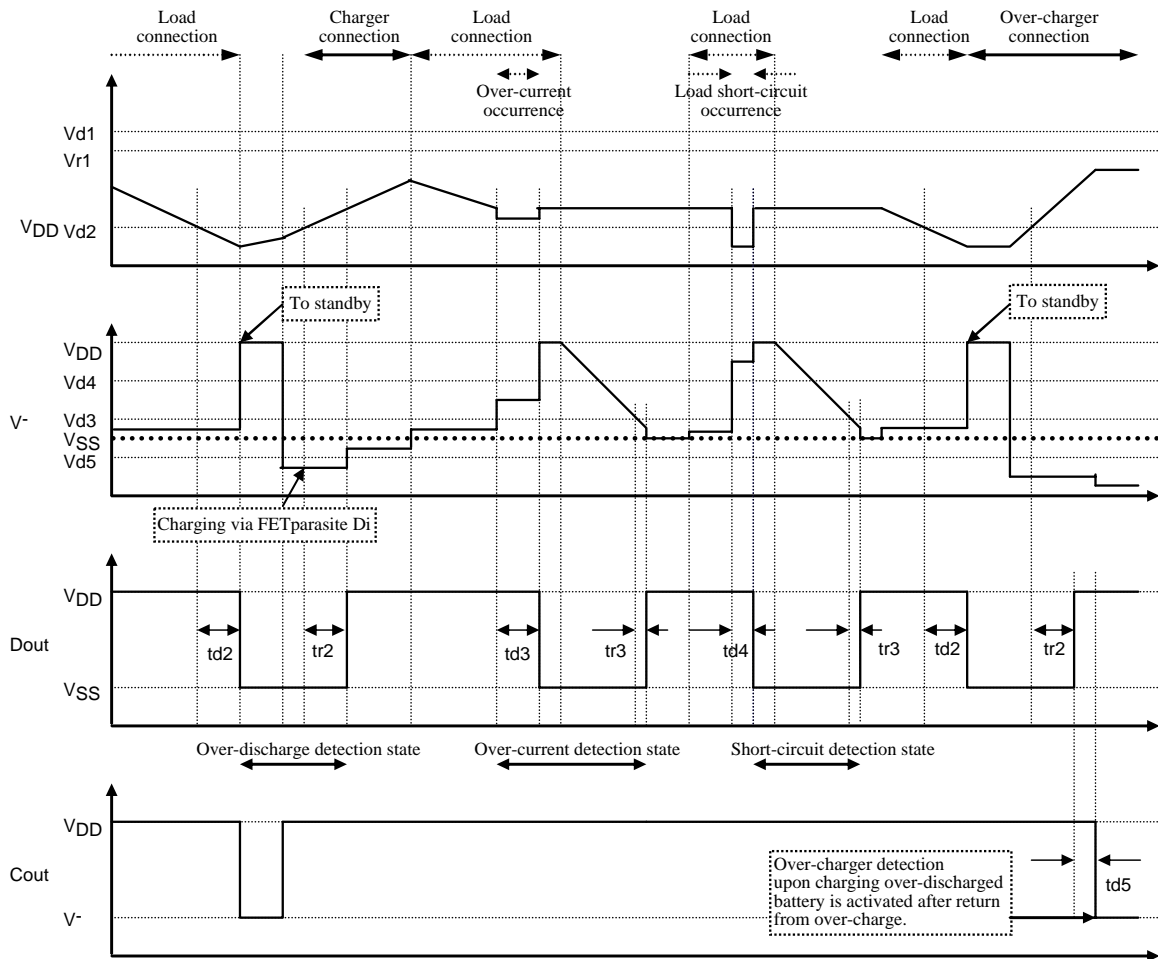 Load
connection
Charger
connection
Load
connection
Load
connection
Load
connection
Over-charger
connection
Over-current
occurrence
Load short-circuit
occurrence
Vd1
Vr1
VDD Vd2
To standby
To standby
VDD
Vd4
V-
Vd3
VSS
Vd5
Charging via FETparasite Di
VDD
Dout
td2
tr2
td3
tr3
td4
tr3
td2
tr2
VSS
Over-discharge detection state
Over-current detection state
Short-circuit detection state
VDD
Cout
V-
Over-charger detection
upon charging over-discharged
battery is activated after return
from over-charge.
td5